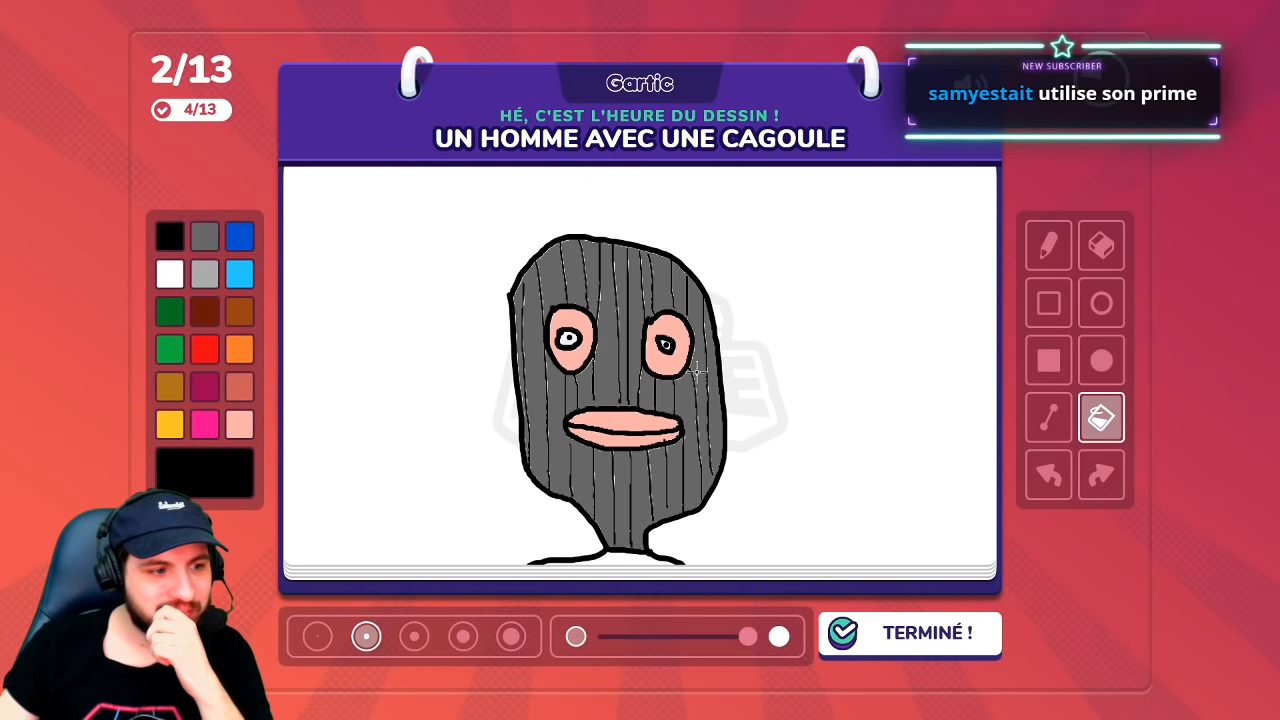 2/13
4/13
Gartic
HÉ, C'EST L'HEURE DU DESSIN !
UN HOMME AVEC UNE CAGOULE
NEW SUBSCRIBER
samyestait utilise son prime
TERMINÉ !